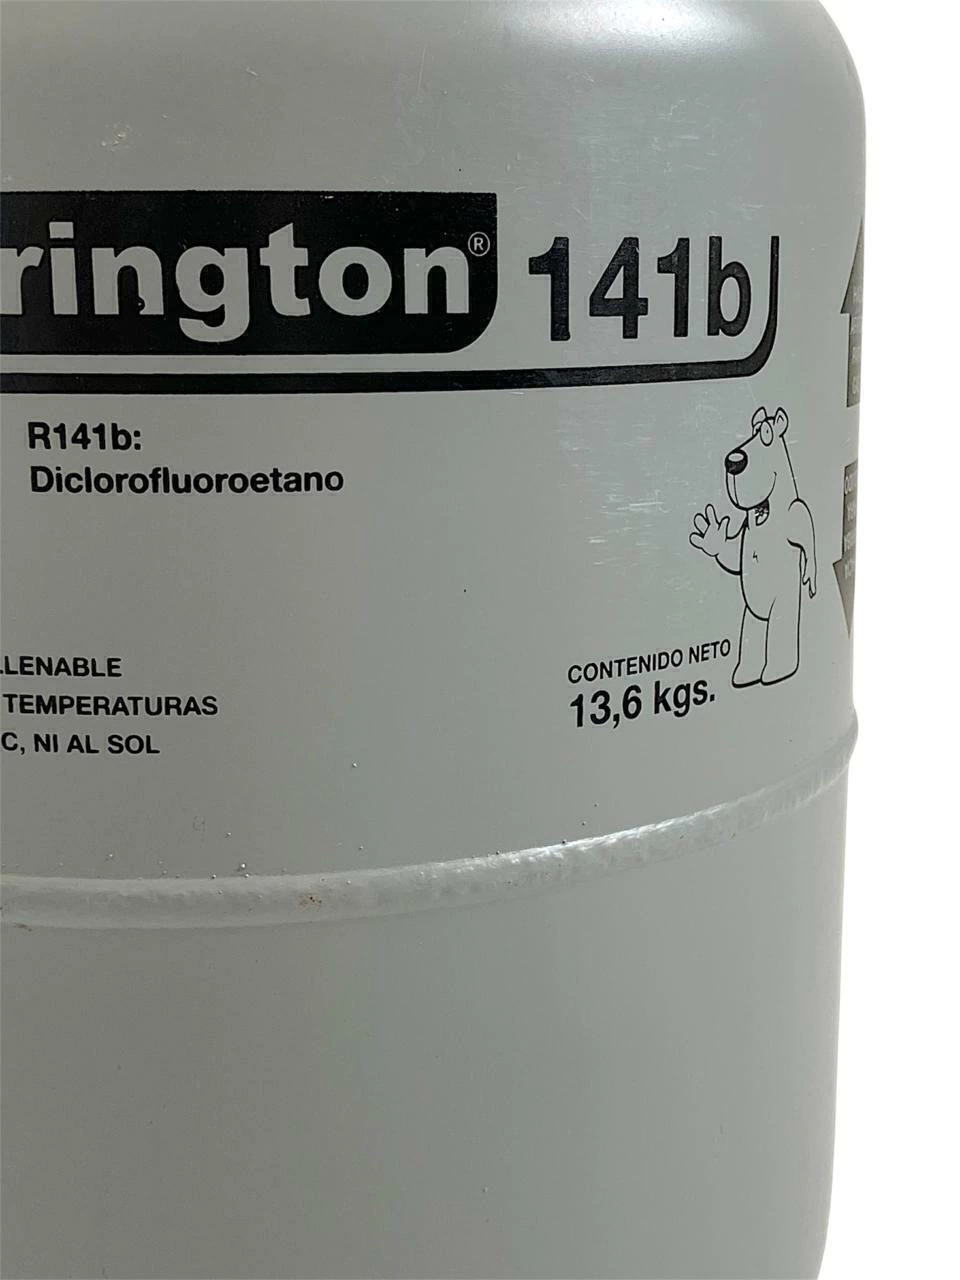 rington® 141b
R141b:
Diclorofluoroetano
LLENABLE
TEMPERATURAS
C, NI AL SOL
CONTENIDO NETO
13,6 kgs.